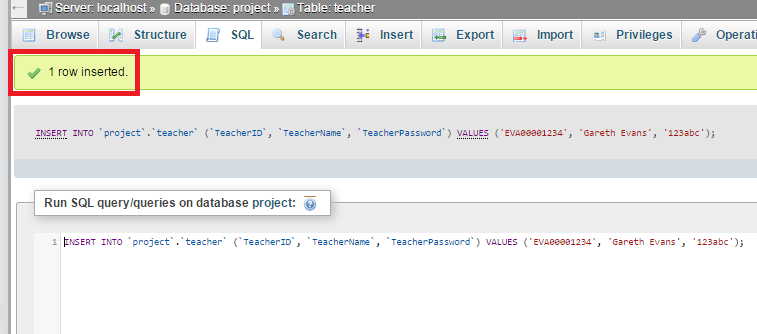 Server: localhost » Database: project » Table: teacher
Browse Structure SQL Search Insert Export Import Privileges Operati
1 row inserted.
INSERT INTO `project`.`teacher` (`TeacherID`, `TeacherName`, `TeacherPassword`) VALUES ('EVA00001234', 'Gareth Evans', '123abc');
Run SQL query/queries on database project:
1 INSERT INTO `project`.`teacher` (`TeacherID`, `TeacherName`, `TeacherPassword`) VALUES ('EVA00001234', 'Gareth Evans', '123abc');